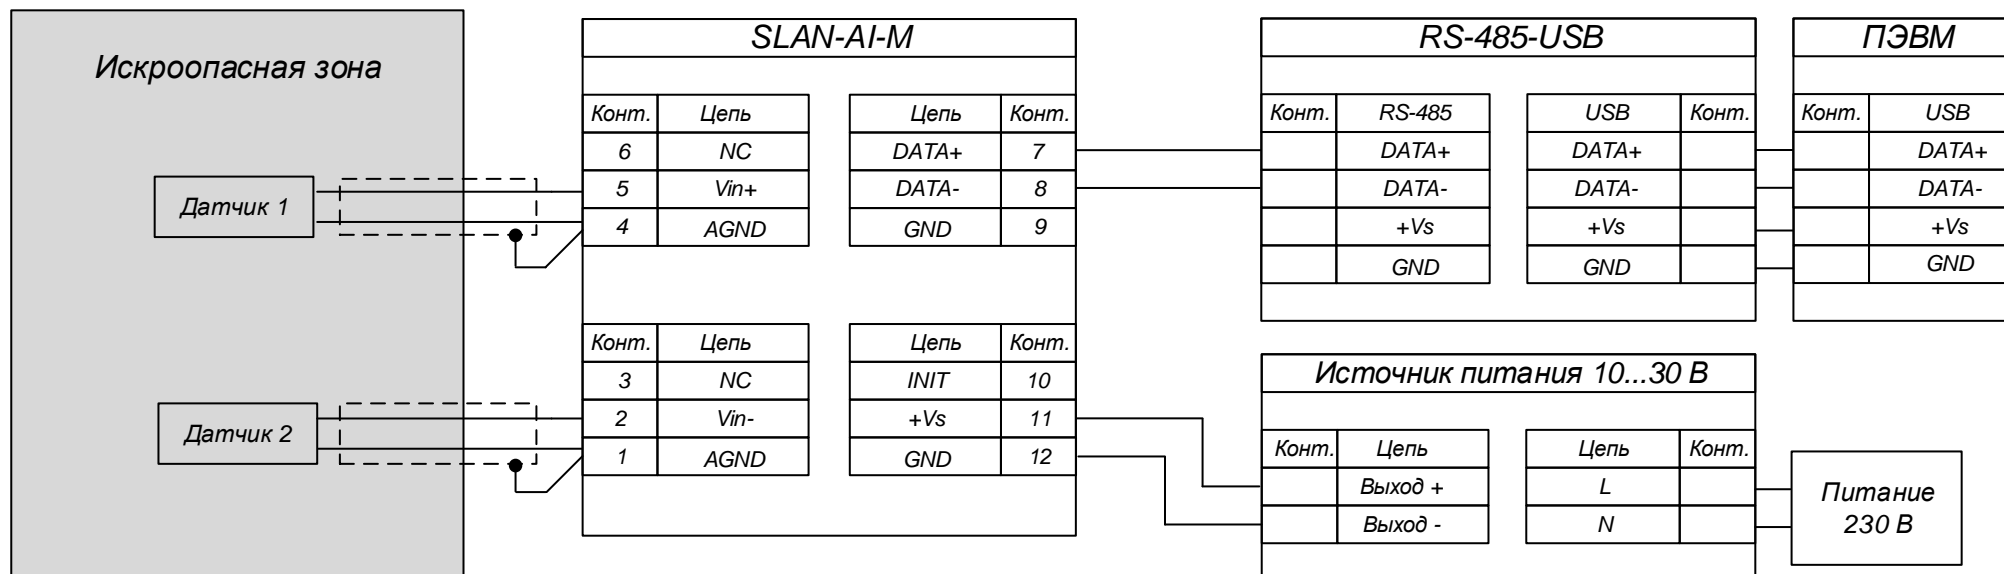 Искроопасная зона
Датчик 1
Датчик 2
SLAN-AI-M
Конт. Цепь Цепь Конт.
6 NC DATA+ 7
5 Vin+ DATA- 8
4 AGND GND 9
Конт. Цепь Цепь Конт.
3 NC INIT 10
2 Vin- +Vs 11
1 AGND GND 12
RS-485-USB
Конт. RS-485 USB Конт.
DATA+ DATA+
DATA- DATA-
+Vs +Vs
GND GND
ПЭВМ
Конт. USB
DATA+
DATA-
+Vs
GND
Источник питания 10...30 В
Конт. Цепь Цепь Конт.
Выход + L
Выход - N
Питание
230 В